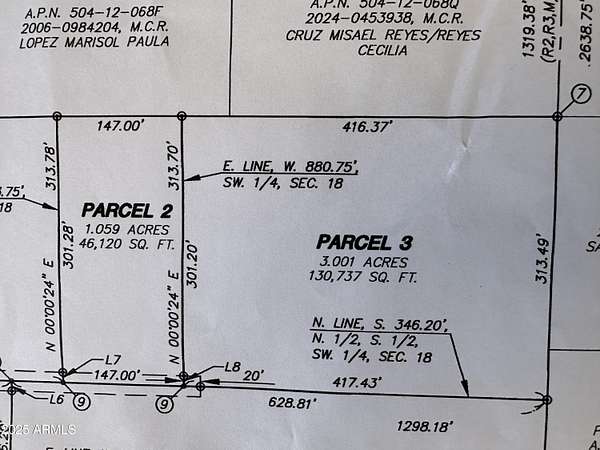 A.P.N. 504-12-068F
2006-0984204, M.C.R.
LOPEZ MARISOL PAULA
A.P.N. 504-12-068Q
2024-0453938, M.C.R.
CRUZ MISAEL REYES/REYES
CECILIA
1319.38'
(R2,R3,M
2638.75'
7
147.00'
416.37'
313.78'
313.70'
E. LINE, W. 880.75',
SW. 1/4, SEC. 18
.75'
18
PARCEL 2
1.059 ACRES
46,120 SQ. FT.
301.28'
301.20'
N 00°00'24" E
N 00°00'24" E
PARCEL 3
3.001 ACRES
130,737 SQ. FT.
313.49'
SA
N. LINE, S. 346.20',
N. 1/2, S. 1/2,
SW. 1/4, SEC. 18
L7
L8
147.00'
20'
417.43'
L6
9
9
628.81'
1298.18'
2025 ARMLS